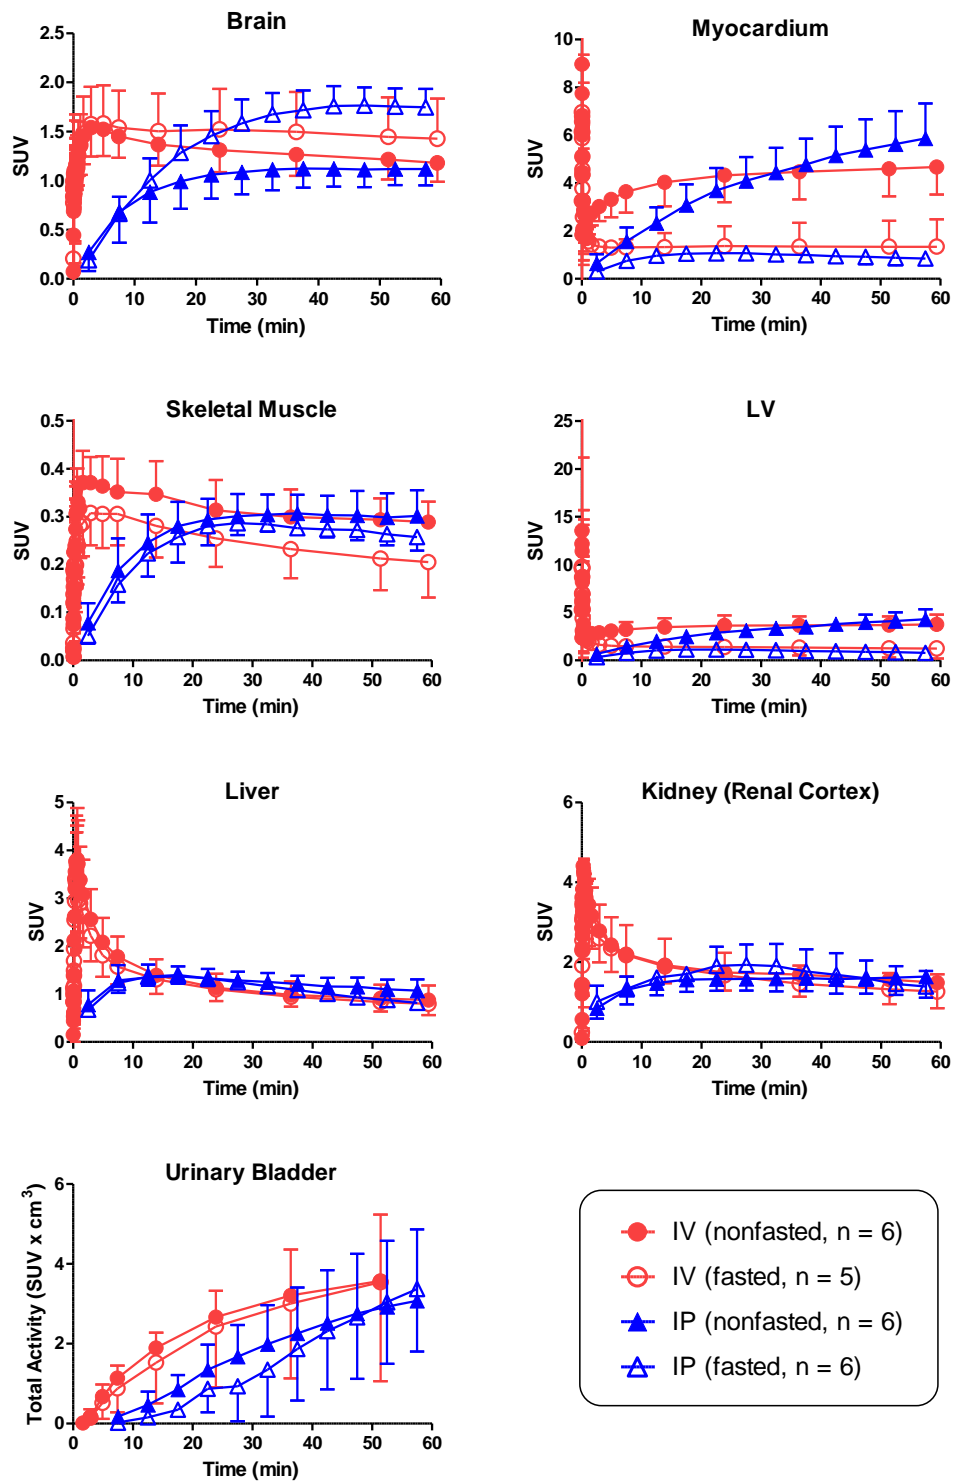 Brain
2.5
2.0
1.5
1.0
0.5
0.0
SUV
0 10 20 30 40 50 60
Time (min)
Myocardium
10
8
6
4
2
0
SUV
0 10 20 30 40 50 60
Time (min)
Skeletal Muscle
0.5
0.4
0.3
0.2
0.1
0.0
SUV
0 10 20 30 40 50 60
Time (min)
LV
25
20
15
10
5
0
SUV
0 10 20 30 40 50 60
Time (min)
Liver
5
4
3
2
1
0
SUV
0 10 20 30 40 50 60
Time (min)
Kidney (Renal Cortex)
6
4
2
0
SUV
0 10 20 30 40 50 60
Time (min)
Urinary Bladder
6
4
2
0
Total Activity (SUV x cm³)
0 10 20 30 40 50 60
Time (min)
IV (nonfasted, n = 6)
IV (fasted, n = 5)
IP (nonfasted, n = 6)
IP (fasted, n = 6)